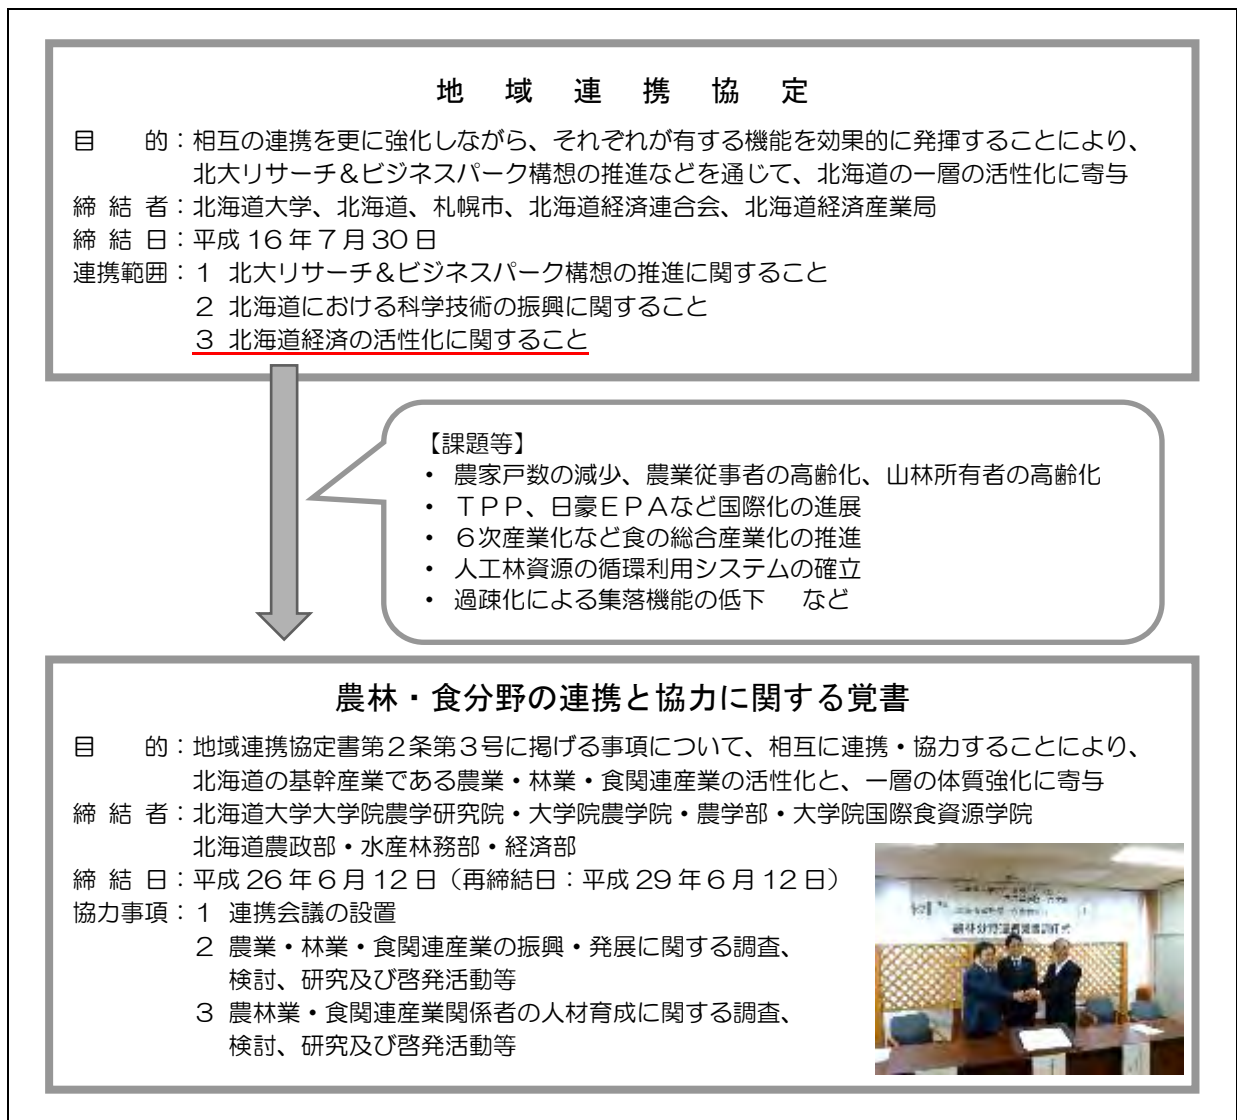 地域連携協定
目　　的：相互の連携を更に強化しながら、それぞれが有する機能を効果的に発揮することにより、
北大リサーチ＆ビジネスパーク構想の推進などを通じて、北海道の一層の活性化に寄与
締 結 者：北海道大学、北海道、札幌市、北海道経済連合会、北海道経済産業局
締 結 日：平成 16 年 7 月 30 日
連携範囲：１ 北大リサーチ＆ビジネスパーク構想の推進に関すること
２ 北海道における科学技術の振興に関すること
３ 北海道経済の活性化に関すること
【課題等】
・ 農家戸数の減少、農業従事者の高齢化、山林所有者の高齢化
・ ＴＰＰ、日豪ＥＰＡなど国際化の進展
・ ６次産業化など食の総合産業化の推進
・ 人工林資源の循環利用システムの確立
・ 過疎化による集落機能の低下　など
農林・食分野の連携と協力に関する覚書
目　　的：地域連携協定書第２条第３号に掲げる事項について、相互に連携・協力することにより、
北海道の基幹産業である農業・林業・食関連産業の活性化と、一層の体質強化に寄与
締 結 者：北海道大学大学院農学研究院・大学院農学院・農学部・大学院国際食資源学院
北海道農政部・水産林務部・経済部
締 結 日：平成 26 年 6 月 12 日（再締結日：平成 29 年 6 月 12 日）
協力事項：１ 連携会議の設置
２ 農業・林業・食関連産業の振興・発展に関する調査、
検討、研究及び啓発活動等
３ 農林業・食関連産業関係者の人材育成に関する調査、
検討、研究及び啓発活動等